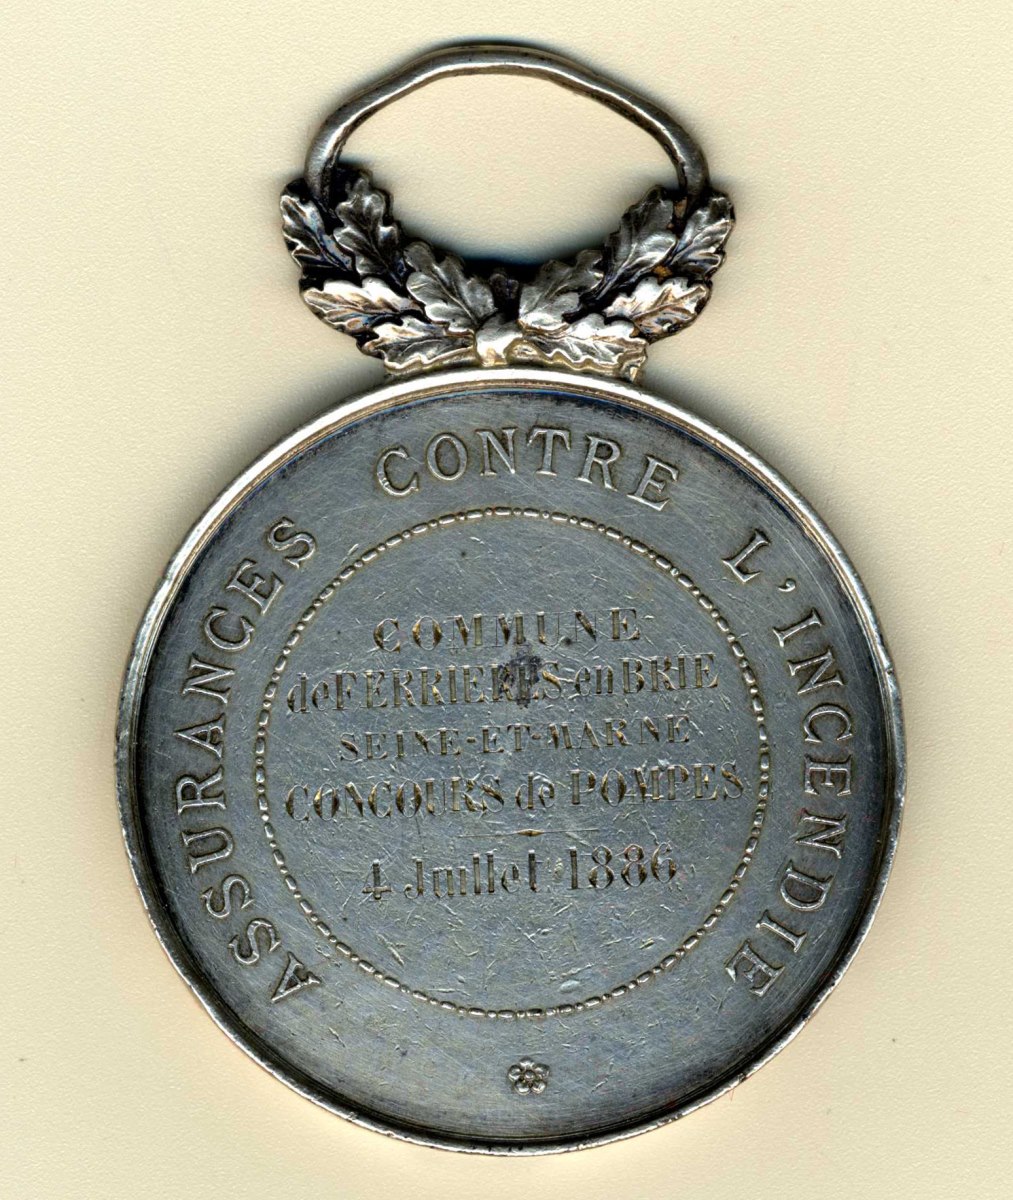 ASSURANCES CONTRE L'INCENDIE
COMMUNE
de FERRIERES-en BRIE
SEINE-ET-MARNE
CONCOURS de POMPES
4 Juillet 1886